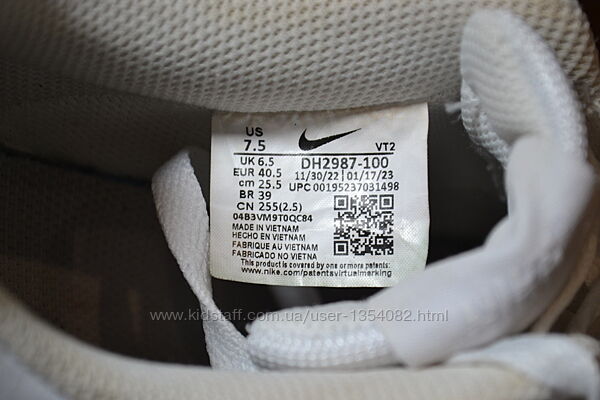 US
7.5
VT2
UK 6.5
DH2987-100
EUR 40.5
11/30/22 | 01/17/23
cm 25.5
UPC 00195237031498
BR 39
CN 255(2.5)
04B3VM9T0QC84
MADE IN VIETNAM
HECHO EN VIETNAM
FABRIQUE AU VIETNAM
FABRICADO NO VIETNA
This product is covered by one or more patents:
www.nike.com/patentsvirtualmarking
www.kidstaff.com.ua/user-1354082.html